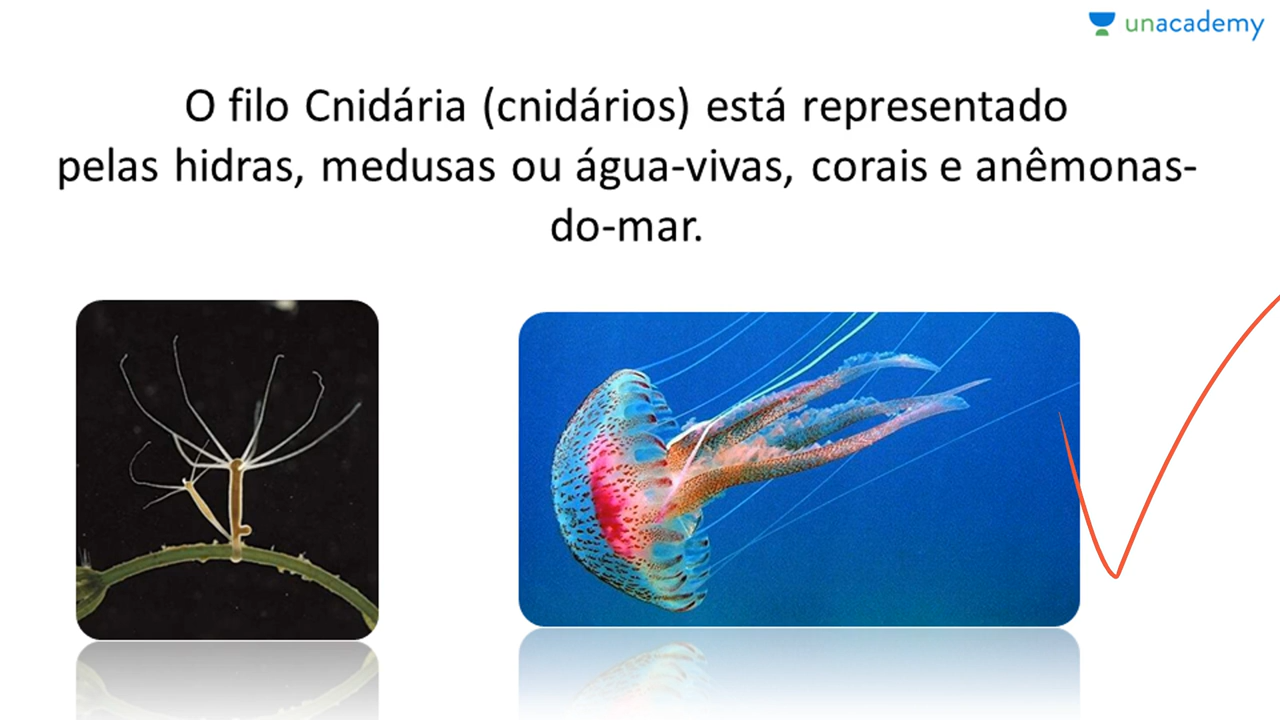 unacademy
O filo Cnidária (cnidários) está representado
pelas hidras, medusas ou água-vivas, corais e anêmonas-
do-mar.